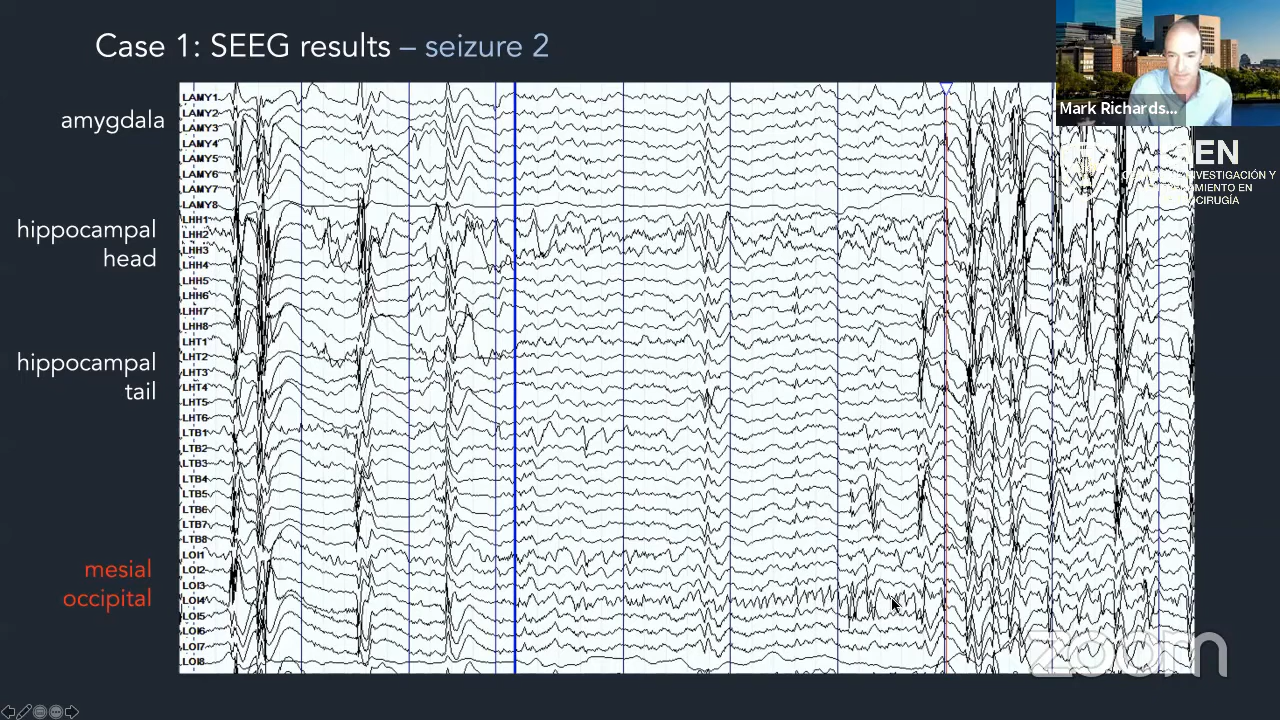 Case 1: SEEG results – seizure 2
Mark Richards...
EN
INVESTIGACIÓN Y
EN
amygdala
hippocampal
head
hippocampal
tail
mesial
occipital
LAMY1
LAMY2
LAMY3
LAMY4
LAMY5
LAMY6
LAMY7
LAMY8
LHH1
LHH2
LHH3
LHH4
LHH5
LHH6
LHH7
LHH8
LHT1
LHT2
LHT3
LHT4
LHT5
LHT6
LTB1
LTB2
LTB3
LTB4
LTB5
LTB6
LTB7
LTB8
LOI1
LOI2
LOI3
LOI4
LOI5
LOI6
LOI7
LOI8
zoom